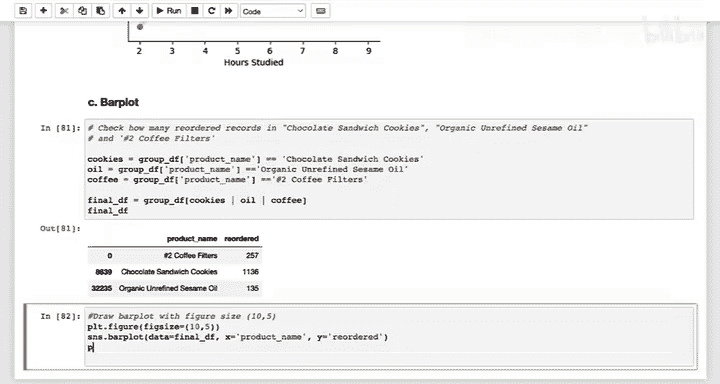 Run
Code
2 3 4 5 6 7 8 9
Hours Studied
c. Barplot
In [81]:
# Check how many reordered records in "Chocolate Sandwich Cookies", "Organic Unrefined Sesame Oil"
# and '#2 Coffee Filters'
cookies = group_df['product_name'] == 'Chocolate Sandwich Cookies'
oil = group_df['product_name'] =='Organic Unrefined Sesame Oil'
coffee = group_df['product_name'] =='#2 Coffee Filters'
final_df = group_df[cookies | oil | coffee]
final_df
Out[81]:
product_name reordered
0 #2 Coffee Filters 257
8639 Chocolate Sandwich Cookies 1136
32235 Organic Unrefined Sesame Oil 135
In [82]:
#Draw barplot with figure size (10,5)
plt.figure(figsize=(10,5))
sns.barplot(data=final_df, x='product_name', y='reordered')
p